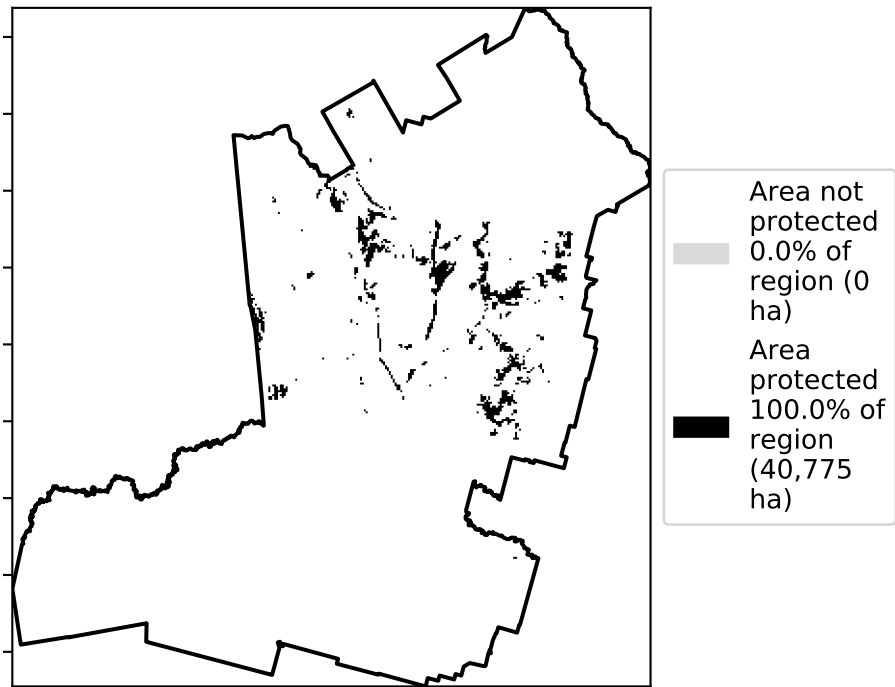 Area not
protected
0.0% of
region (0
ha)
Area
protected
100.0% of
region
(40,775
ha)